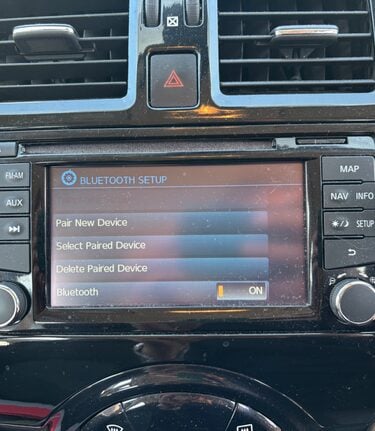 BLUETOOTH SETUP
FM·AM
MAP
Pair New Device
AUX
NAV INFO
Select Paired Device
SETUP
Delete Paired Device
Bluetooth ON